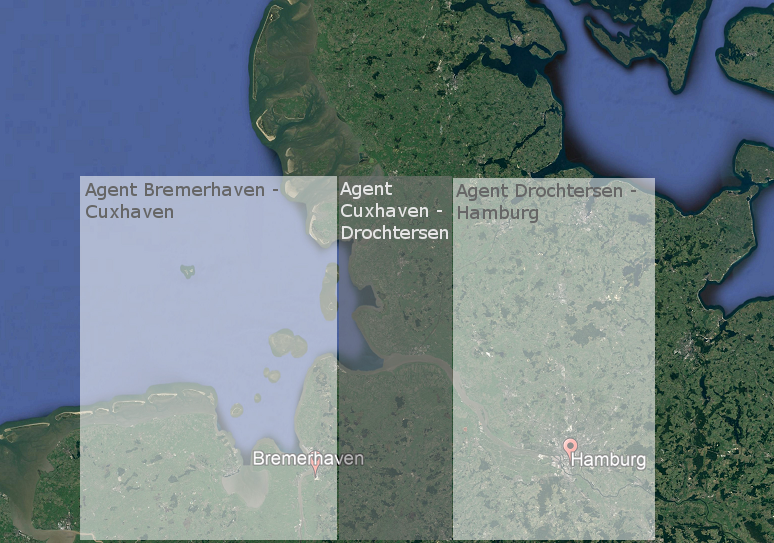 Agent Bremerhaven -
Cuxhaven
Agent
Cuxhaven -
Drochtersen
Agent Drochtersen -
Hamburg
Bremerhaven
Hamburg